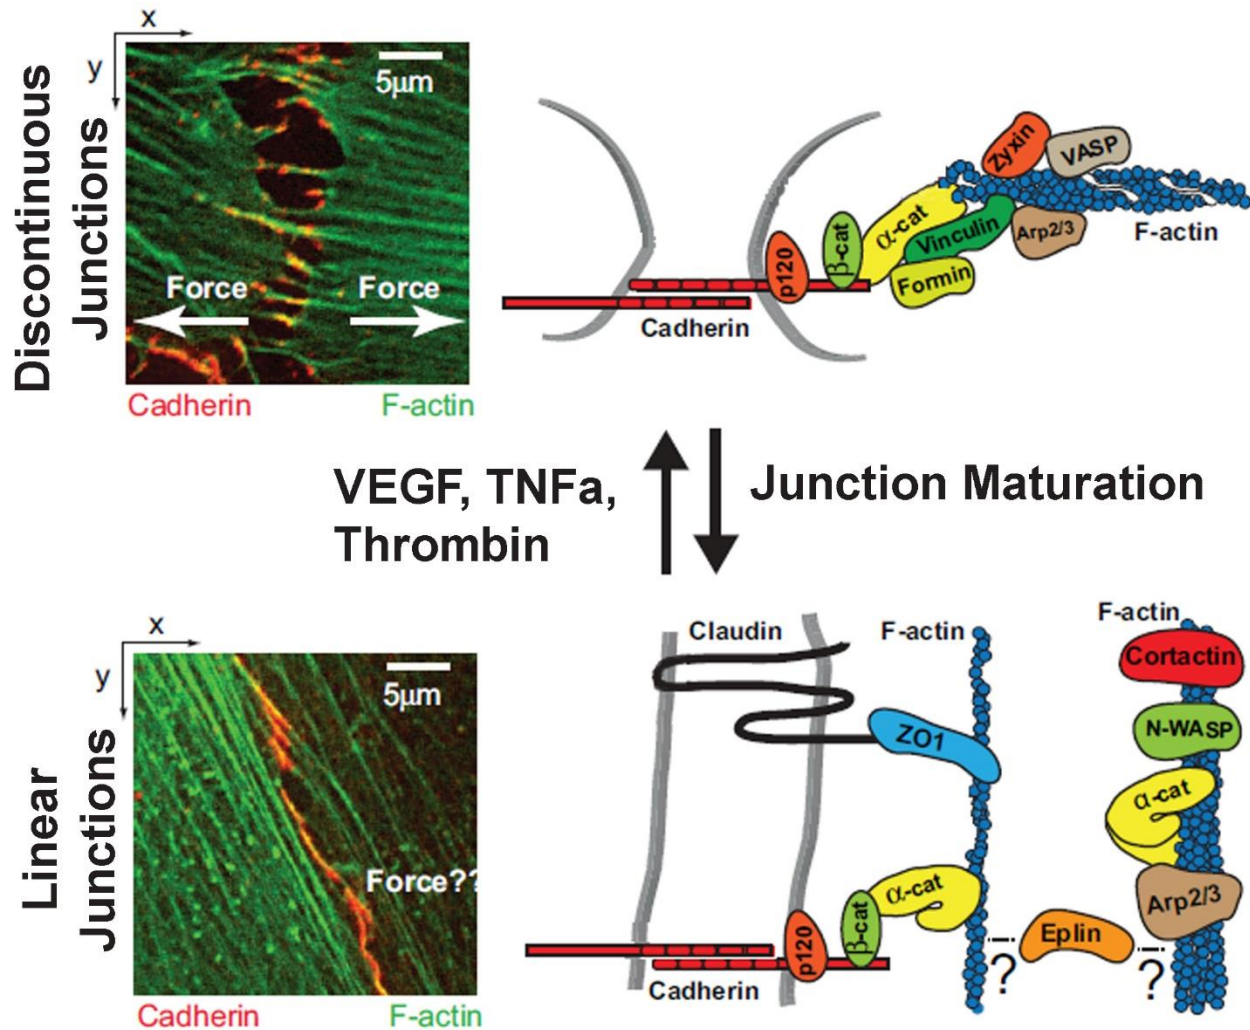 Discontinuous
Junctions
x
y
5μm
Force
Force
Cadherin
F-actin
Zyxin
VASP
α-cat
β-cat
p120
Vinculin
Arp2/3
Formin
F-actin
Cadherin
VEGF, TNFa,
Thrombin
Junction Maturation
Linear
Junctions
x
y
5μm
Force??
Cadherin
F-actin
Claudin
F-actin
F-actin
Cortactin
ZO1
N-WASP
α-cat
α-cat
β-cat
p120
Arp2/3
Eplin
?
?
Cadherin